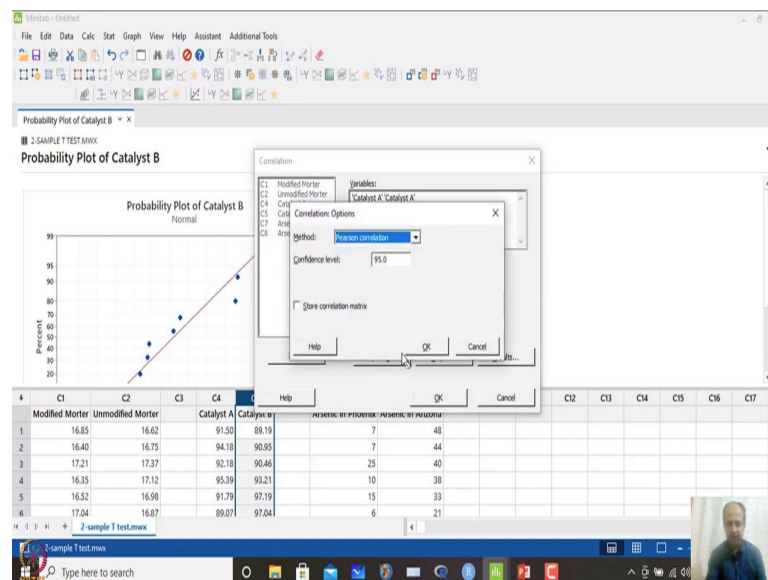 Minitab - Untitled
File Edit Data Calc Stat Graph View Help Assistant Additional Tools
Probability Plot of Catalyst B
2-SAMPLE T TEST.MWX
Probability Plot of Catalyst B
Probability Plot of Catalyst B
Normal
Percent
99
95
90
80
70
60
50
40
30
20
Correlation
C1 Modified Morter
C2 Unmodified Morter
C4
C5
C7
C8
Variables:
'Catalyst A' 'Catalyst A'
Correlation: Options
Method: Pearson correlation
Confidence level: 95.0
Store correlation matrix
Help OK Cancel
Help OK Cancel
C1 C2 C3 C4 C12 C13 C14 C15 C16 C17
Modified Morter Unmodified Morter Catalyst A Catalyst B Arsenic in Phoenix Arsenic in Arizona
1 16.85 16.62 91.50 89.19 7 48
2 16.40 16.75 94.18 90.95 7 44
3 17.21 17.37 92.18 90.46 25 40
4 16.35 17.12 95.39 93.21 10 38
5 16.52 16.98 91.79 97.19 15 33
6 17.04 16.87 89.07 97.04 6 21
2-sample T test.mwx
2-sample T test.mwx
Type here to search